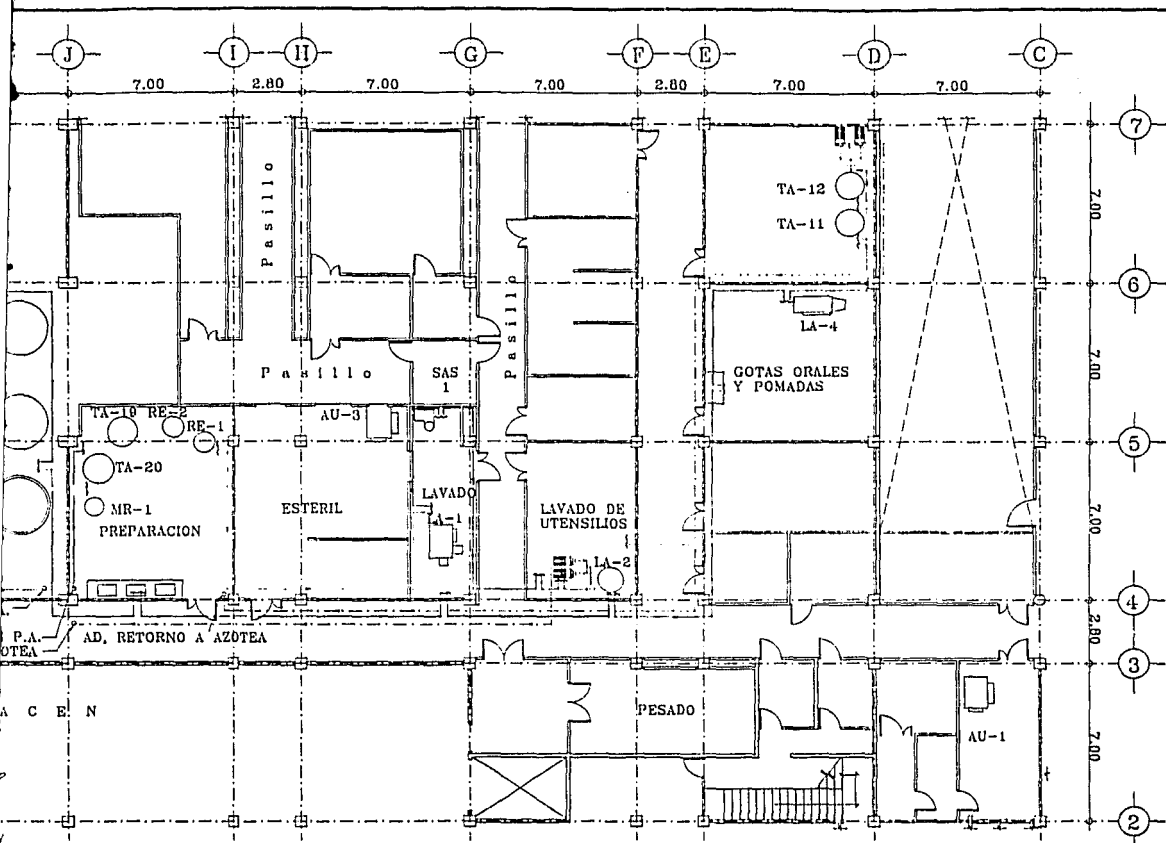 J I H G F E D C
7.00 2.80 7.00 7.00 2.80 7.00 7.00
7
7.00
Pasillo
TA-12
TA-11
6
Pasillo
LA-4
7.00
Pasillo
SAS
1
GOTAS ORALES
Y POMADAS
TA-19 RE-2
AU-3
RE-1
5
TA-20
MR-1
PREPARACION
ESTERIL
LAVADO
LA-1
LAVADO DE
UTENSILIOS
7.00
LA-2
4
P.A.
AD. RETORNO A AZOTEA
OTEA
2.80
3
A C E N
PESADO
AU-1
7.00
2